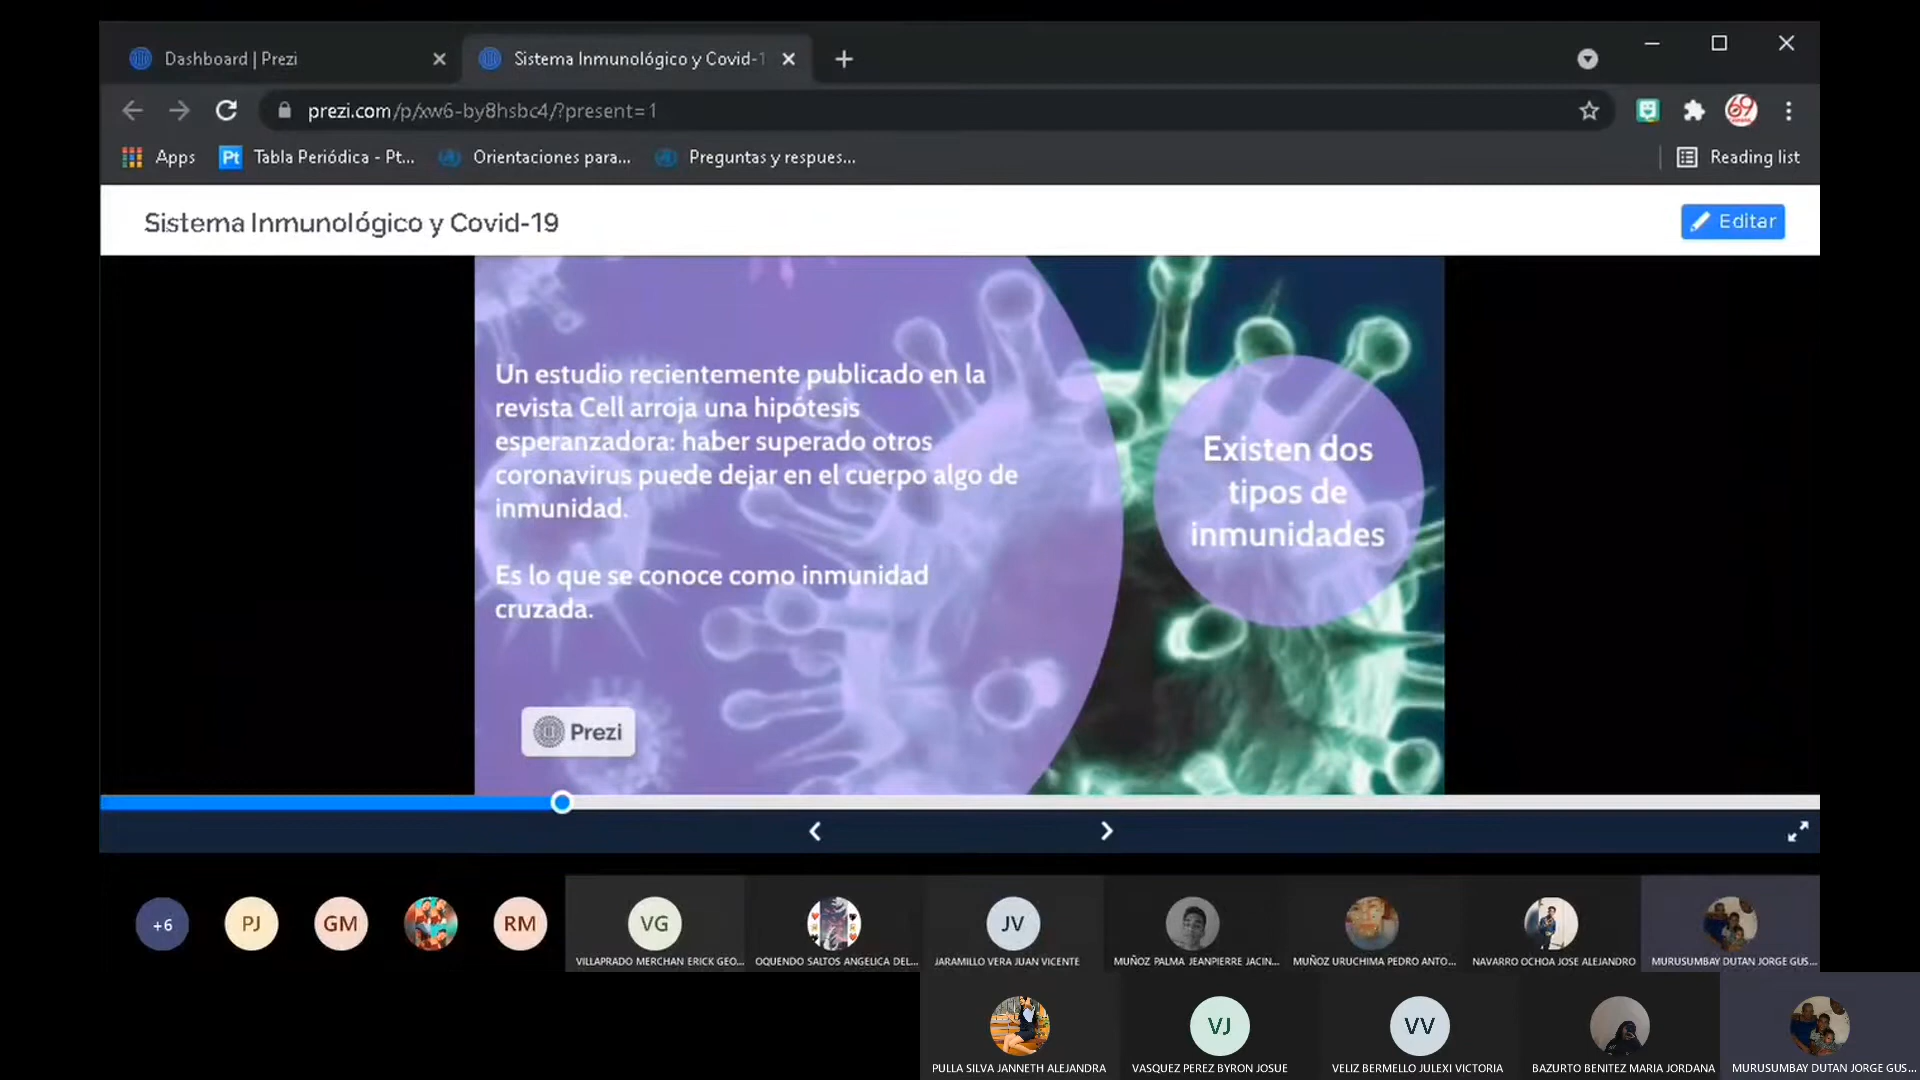 Dashboard | Prezi
Sistema Inmunológico y Covid-1
prezi.com/p/xw6-by8hsbc4/?present=1
Apps
Pt
Tabla Periódica - Pt...
Orientaciones para...
Preguntas y respues...
Reading list
Sistema Inmunológico y Covid-19
Editar
Un estudio recientemente publicado en la
revista Cell arroja una hipótesis
esperanzadora: haber superado otros
coronavirus puede dejar en el cuerpo algo de
inmunidad.
Es lo que se conoce como inmunidad
cruzada.
Existen dos
tipos de
inmunidades
Prezi
+6
PJ
GM
RM
VG
JV
VILLAPRADO MERCHAN ERICK GEO...
OQUENDO SALTOS ANGELICA DEL...
JARAMILLO VERA JUAN VICENTE
MUÑOZ PALMA JEANPIERRE JACIN...
MUÑOZ URUCHIMA PEDRO ANTO...
NAVARRO OCHOA JOSE ALEJANDRO
MURUSUMBAY DUTAN JORGE GUS...
VJ
VV
PULLA SILVA JANNETH ALEJANDRA
VASQUEZ PEREZ BYRON JOSUE
VELIZ BERMELLO JULEXI VICTORIA
BAZURTO BENITEZ MARIA JORDANA
MURUSUMBAY DUTAN JORGE GUS...